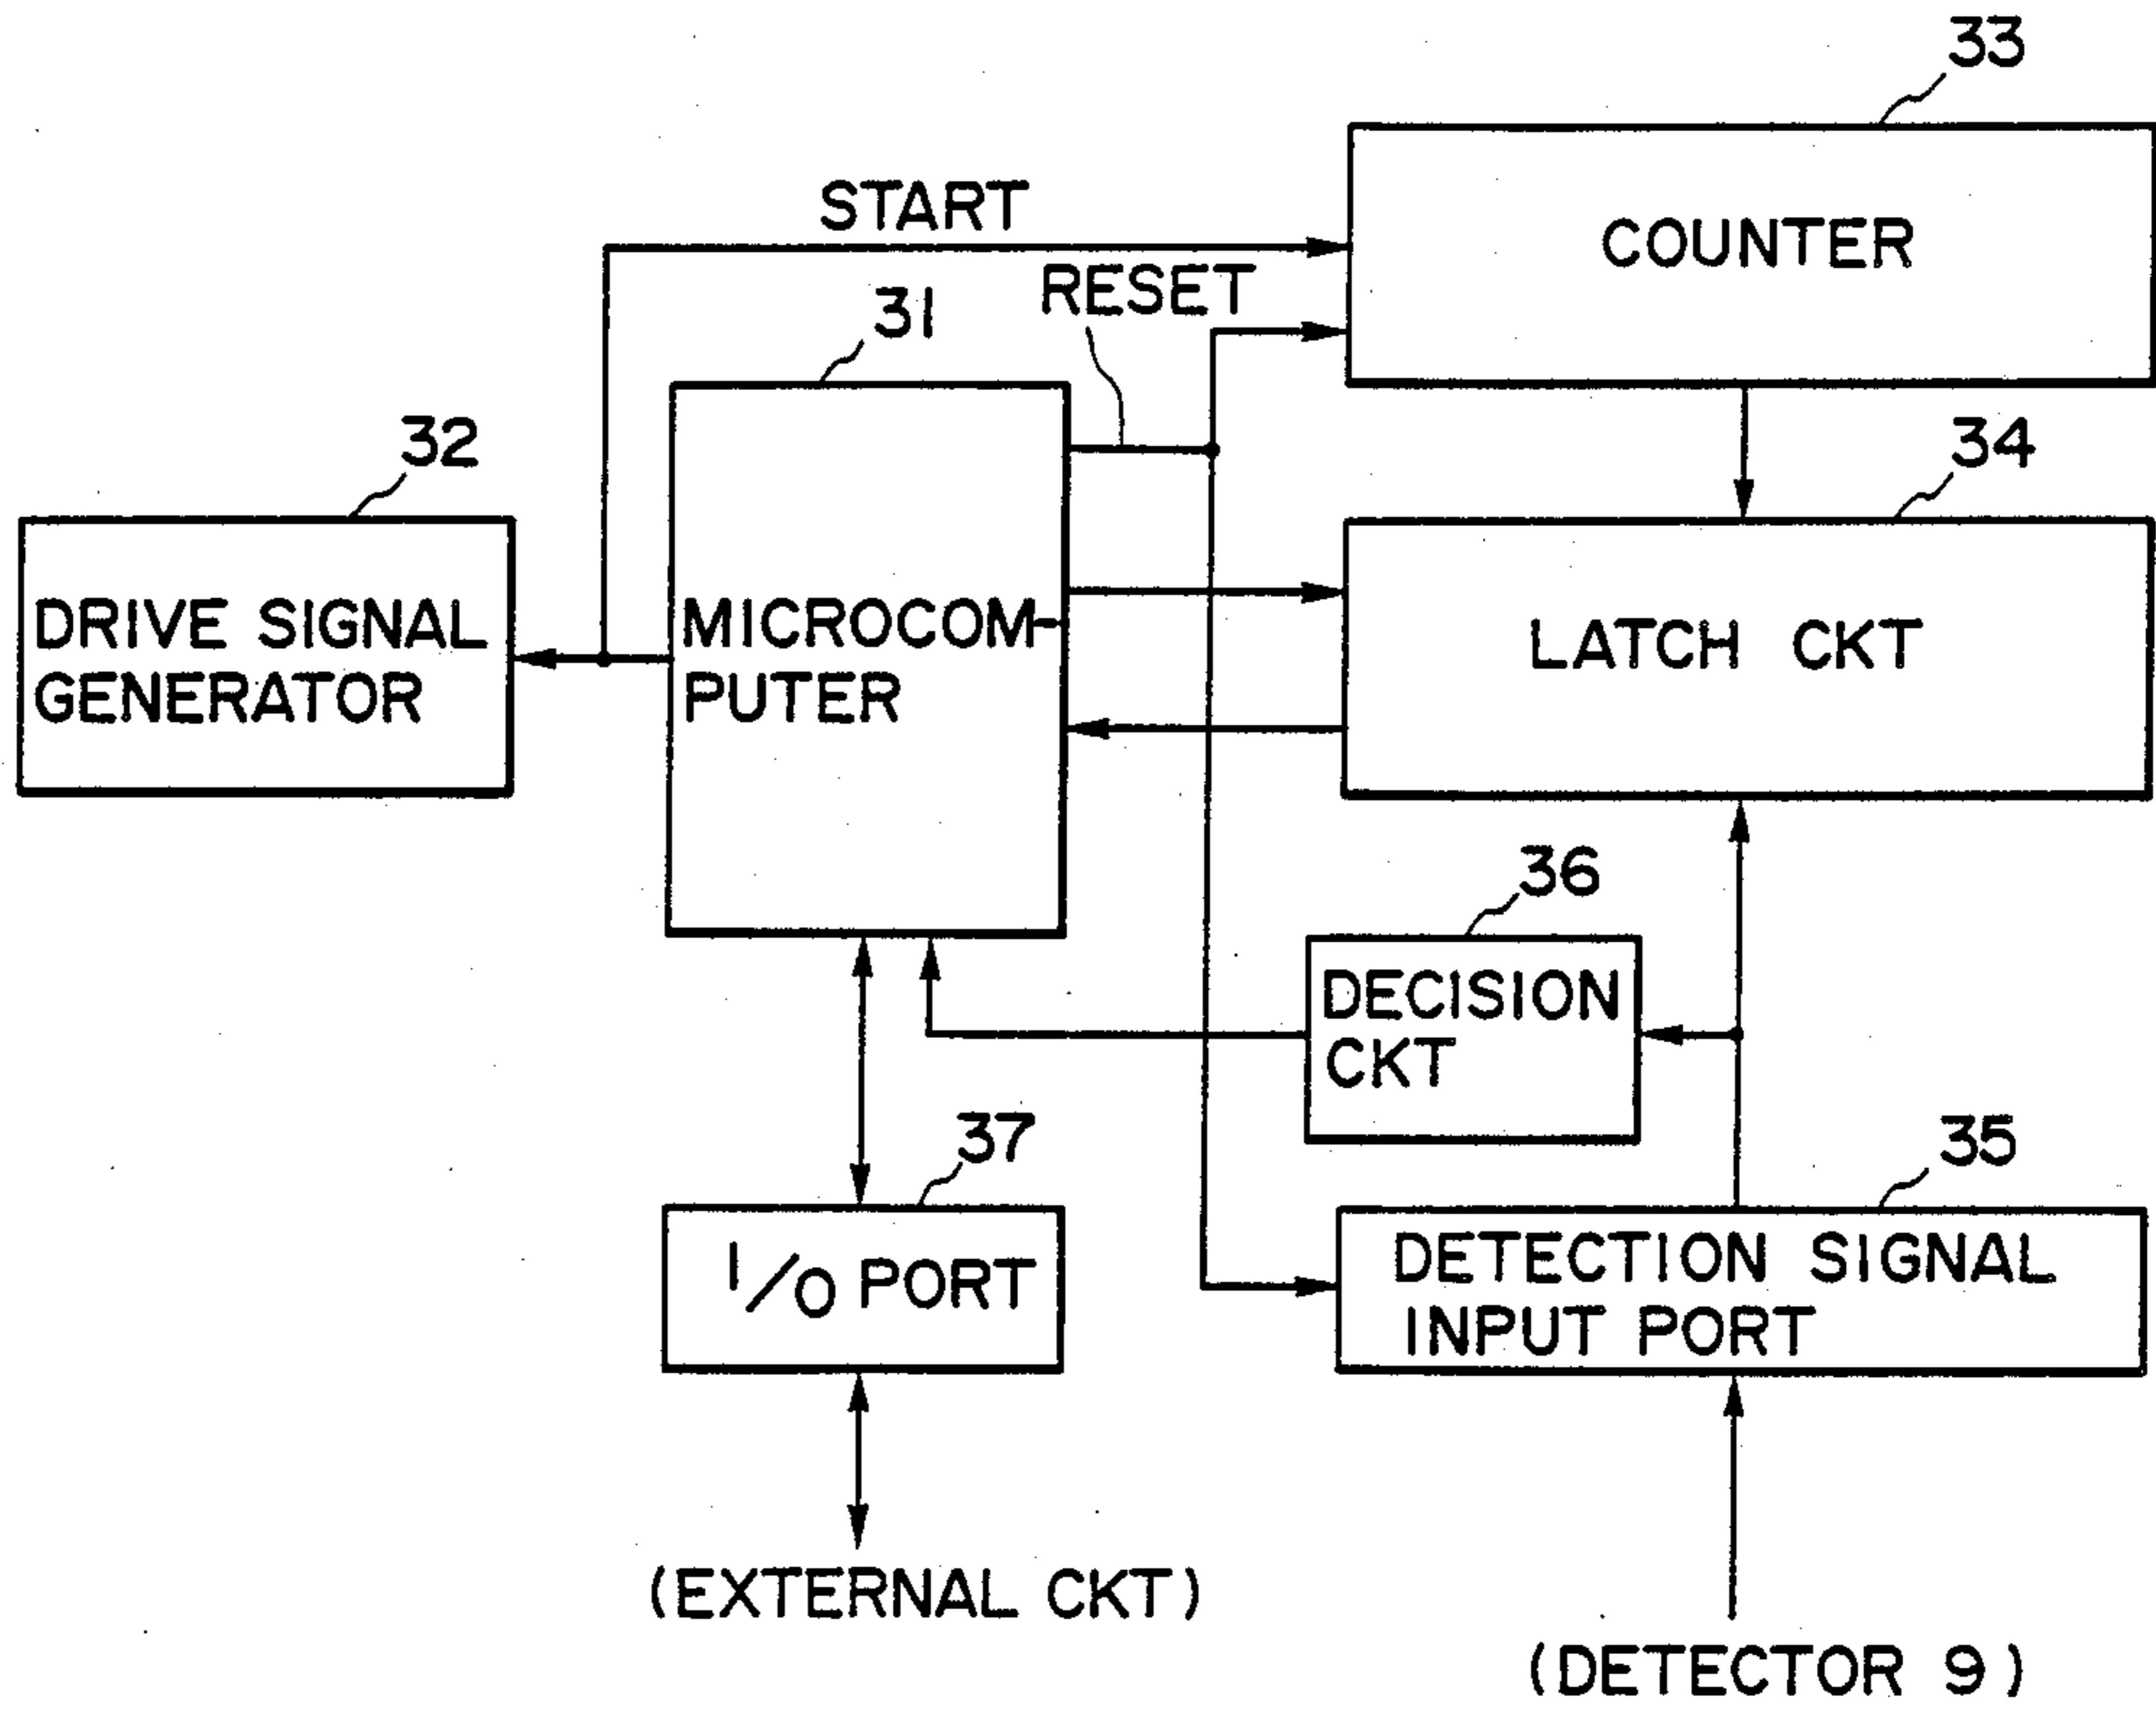 33
START
COUNTER
RESET
31
32
34
DRIVE SIGNAL
GENERATOR
MICROCOM-
PUTER
LATCH CKT
36
DECISION
CKT
37
35
I/O PORT
DETECTION SIGNAL
INPUT PORT
(EXTERNAL CKT)
(DETECTOR 9)